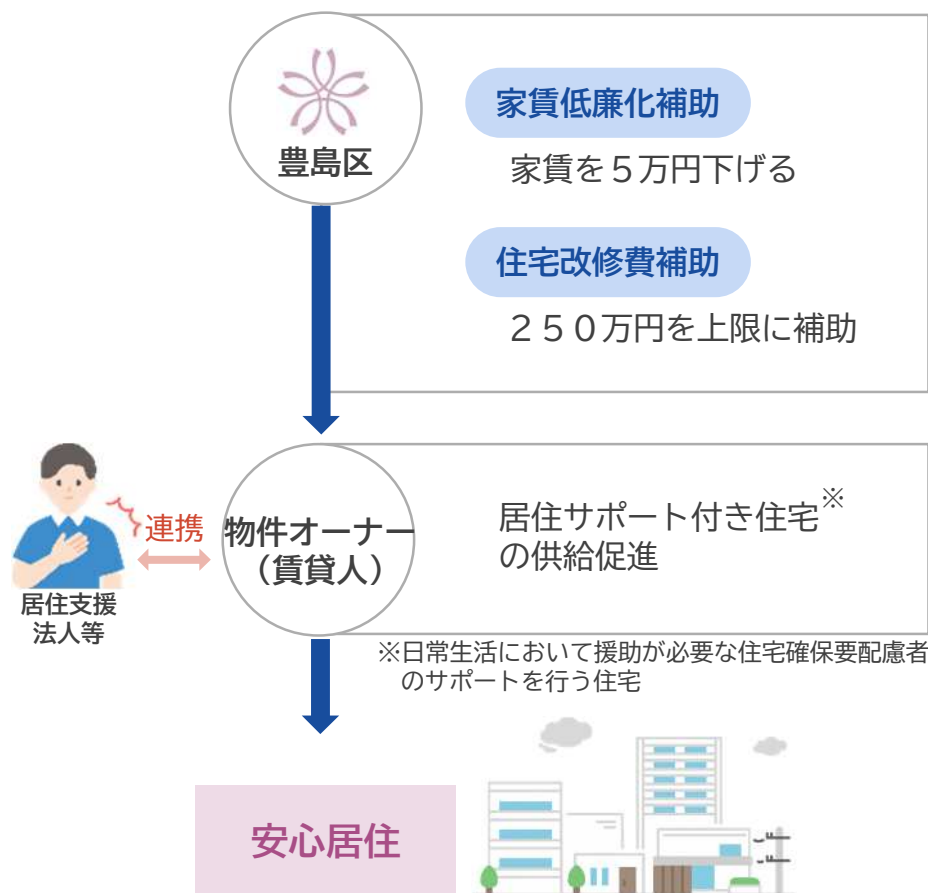 豊島区
家賃低廉化補助
家賃を5万円下げる
住宅改修費補助
250万円を上限に補助
連携
居住支援
法人等
物件オーナー
（賃貸人）
居住サポート付き住宅※
の供給促進
※日常生活において援助が必要な住宅確保要配慮者
のサポートを行う住宅
安心居住